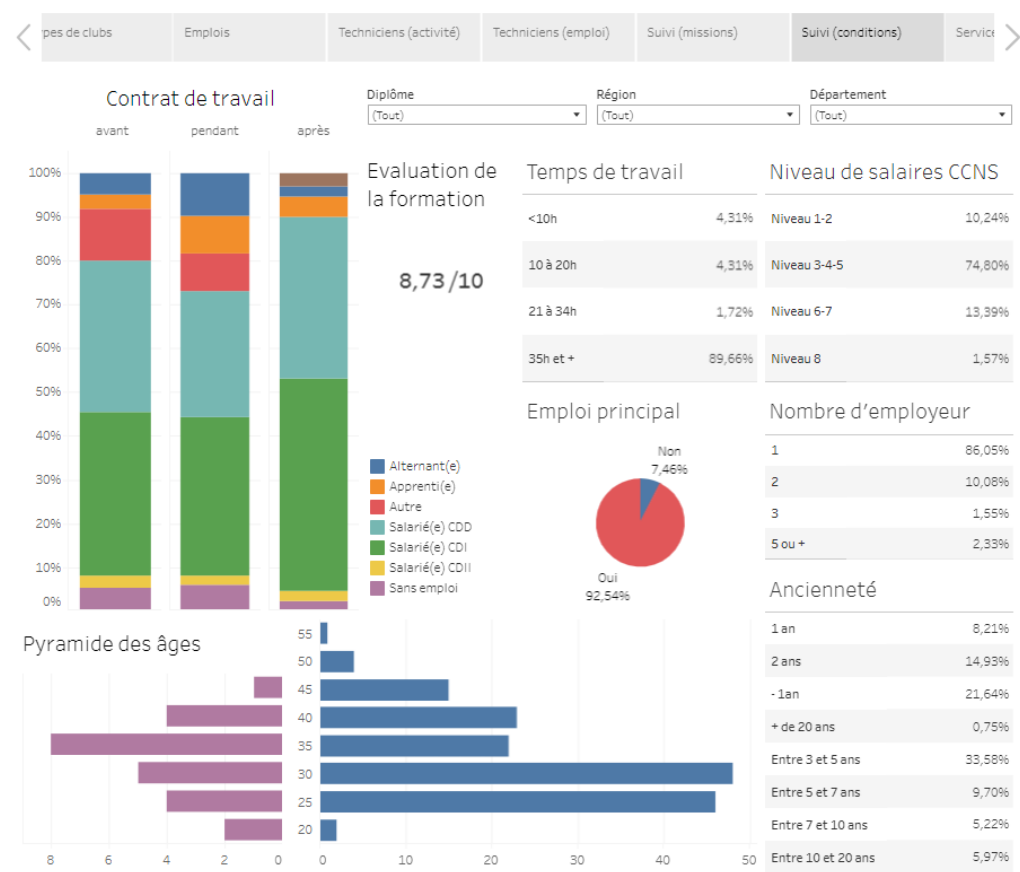 pes de clubs
Emplois
Techniciens (activité)
Techniciens (emploi)
Suivi (missions)
Suivi (conditions)
Service
Contrat de travail
avant
pendant
après
Diplôme
(Tout)
Région
(Tout)
Département
(Tout)
100%
90%
80%
70%
60%
50%
40%
30%
20%
10%
0%
Evaluation de
la formation
8,73/10
Alternant(e)
Apprenti(e)
Autre
Salarié(e) CDD
Salarié(e) CDI
Salarié(e) CDII
Sans emploi
Temps de travail
<10h 4,31%
10 à 20h 4,31%
21 à 34h 1,72%
35h et + 89,66%
Emploi principal
Non
7,46%
Oui
92,54%
Niveau de salaires CCNS
Niveau 1-2 10,24%
Niveau 3-4-5 74,80%
Niveau 6-7 13,39%
Niveau 8 1,57%
Nombre d'employeur
1 86,05%
2 10,08%
3 1,55%
5 ou + 2,33%
Ancienneté
1 an 8,21%
2 ans 14,93%
- 1an 21,64%
+ de 20 ans 0,75%
Entre 3 et 5 ans 33,58%
Entre 5 et 7 ans 9,70%
Entre 7 et 10 ans 5,22%
Entre 10 et 20 ans 5,97%
Pyramide des âges
55
50
45
40
35
30
25
20
8 6 4 2 0
0 10 20 30 40 50